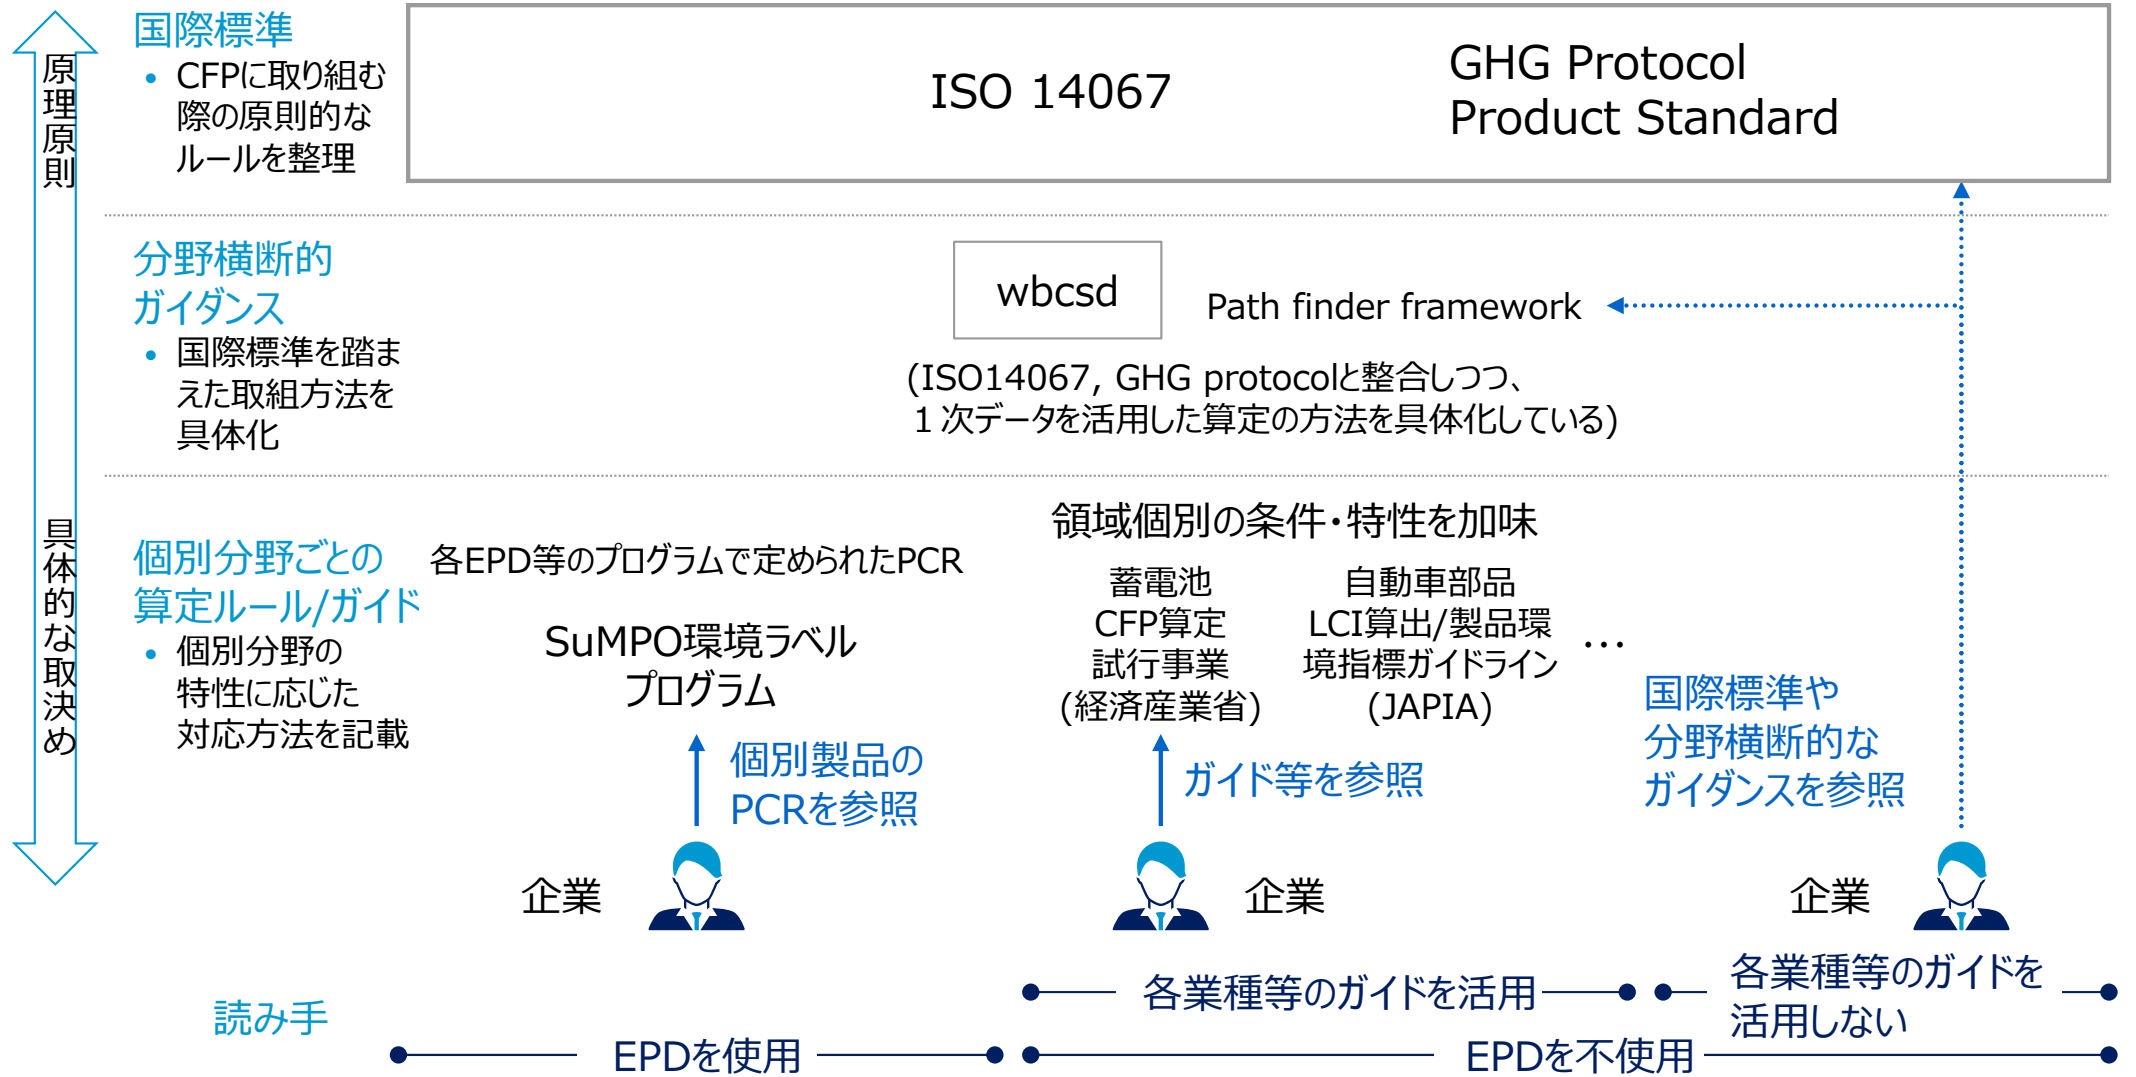 原理原則
具体的な取決め
国際標準
• CFPに取り組む
際の原則的な
ルールを整理
ISO 14067
GHG Protocol
Product Standard
分野横断的
ガイダンス
• 国際標準を踏ま
えた取組方法を
具体化
wbcsd
Path finder framework
(ISO14067, GHG protocolと整合しつつ、
１次データを活用した算定の方法を具体化している)
個別分野ごとの
算定ルール/ガイド
• 個別分野の
特性に応じた
対応方法を記載
各EPD等のプログラムで定められたPCR
SuMPO環境ラベル
プログラム
領域個別の条件・特性を加味
蓄電池
CFP算定
試行事業
(経済産業省)
自動車部品
LCI算出/製品環
境指標ガイドライン
(JAPIA)
…
個別製品の
PCRを参照
ガイド等を参照
国際標準や
分野横断的な
ガイダンスを参照
企業
企業
企業
読み手
各業種等のガイドを活用
各業種等のガイドを
活用しない
EPDを使用
EPDを不使用